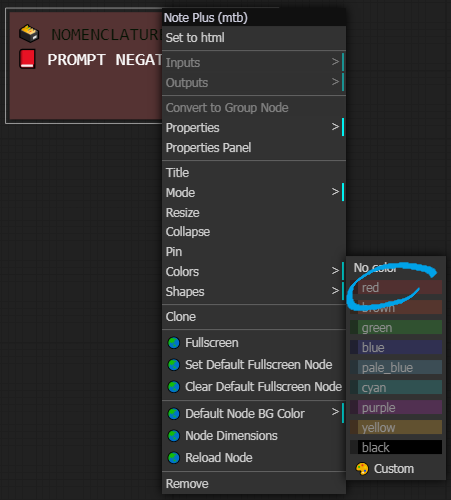 Note Plus (mtb)
NOMENCLATURE
PROMPT NEGAT
Set to html
Inputs >
Outputs >
Convert to Group Node
Properties >
Properties Panel
Title
Mode >
Resize
Collapse
Pin
Colors >
Shapes >
Clone
Fullscreen
Set Default Fullscreen Node
Clear Default Fullscreen Node
Default Node BG Color >
Node Dimensions
Reload Node
Remove
No color
red
brown
green
blue
pale_blue
cyan
purple
yellow
black
Custom